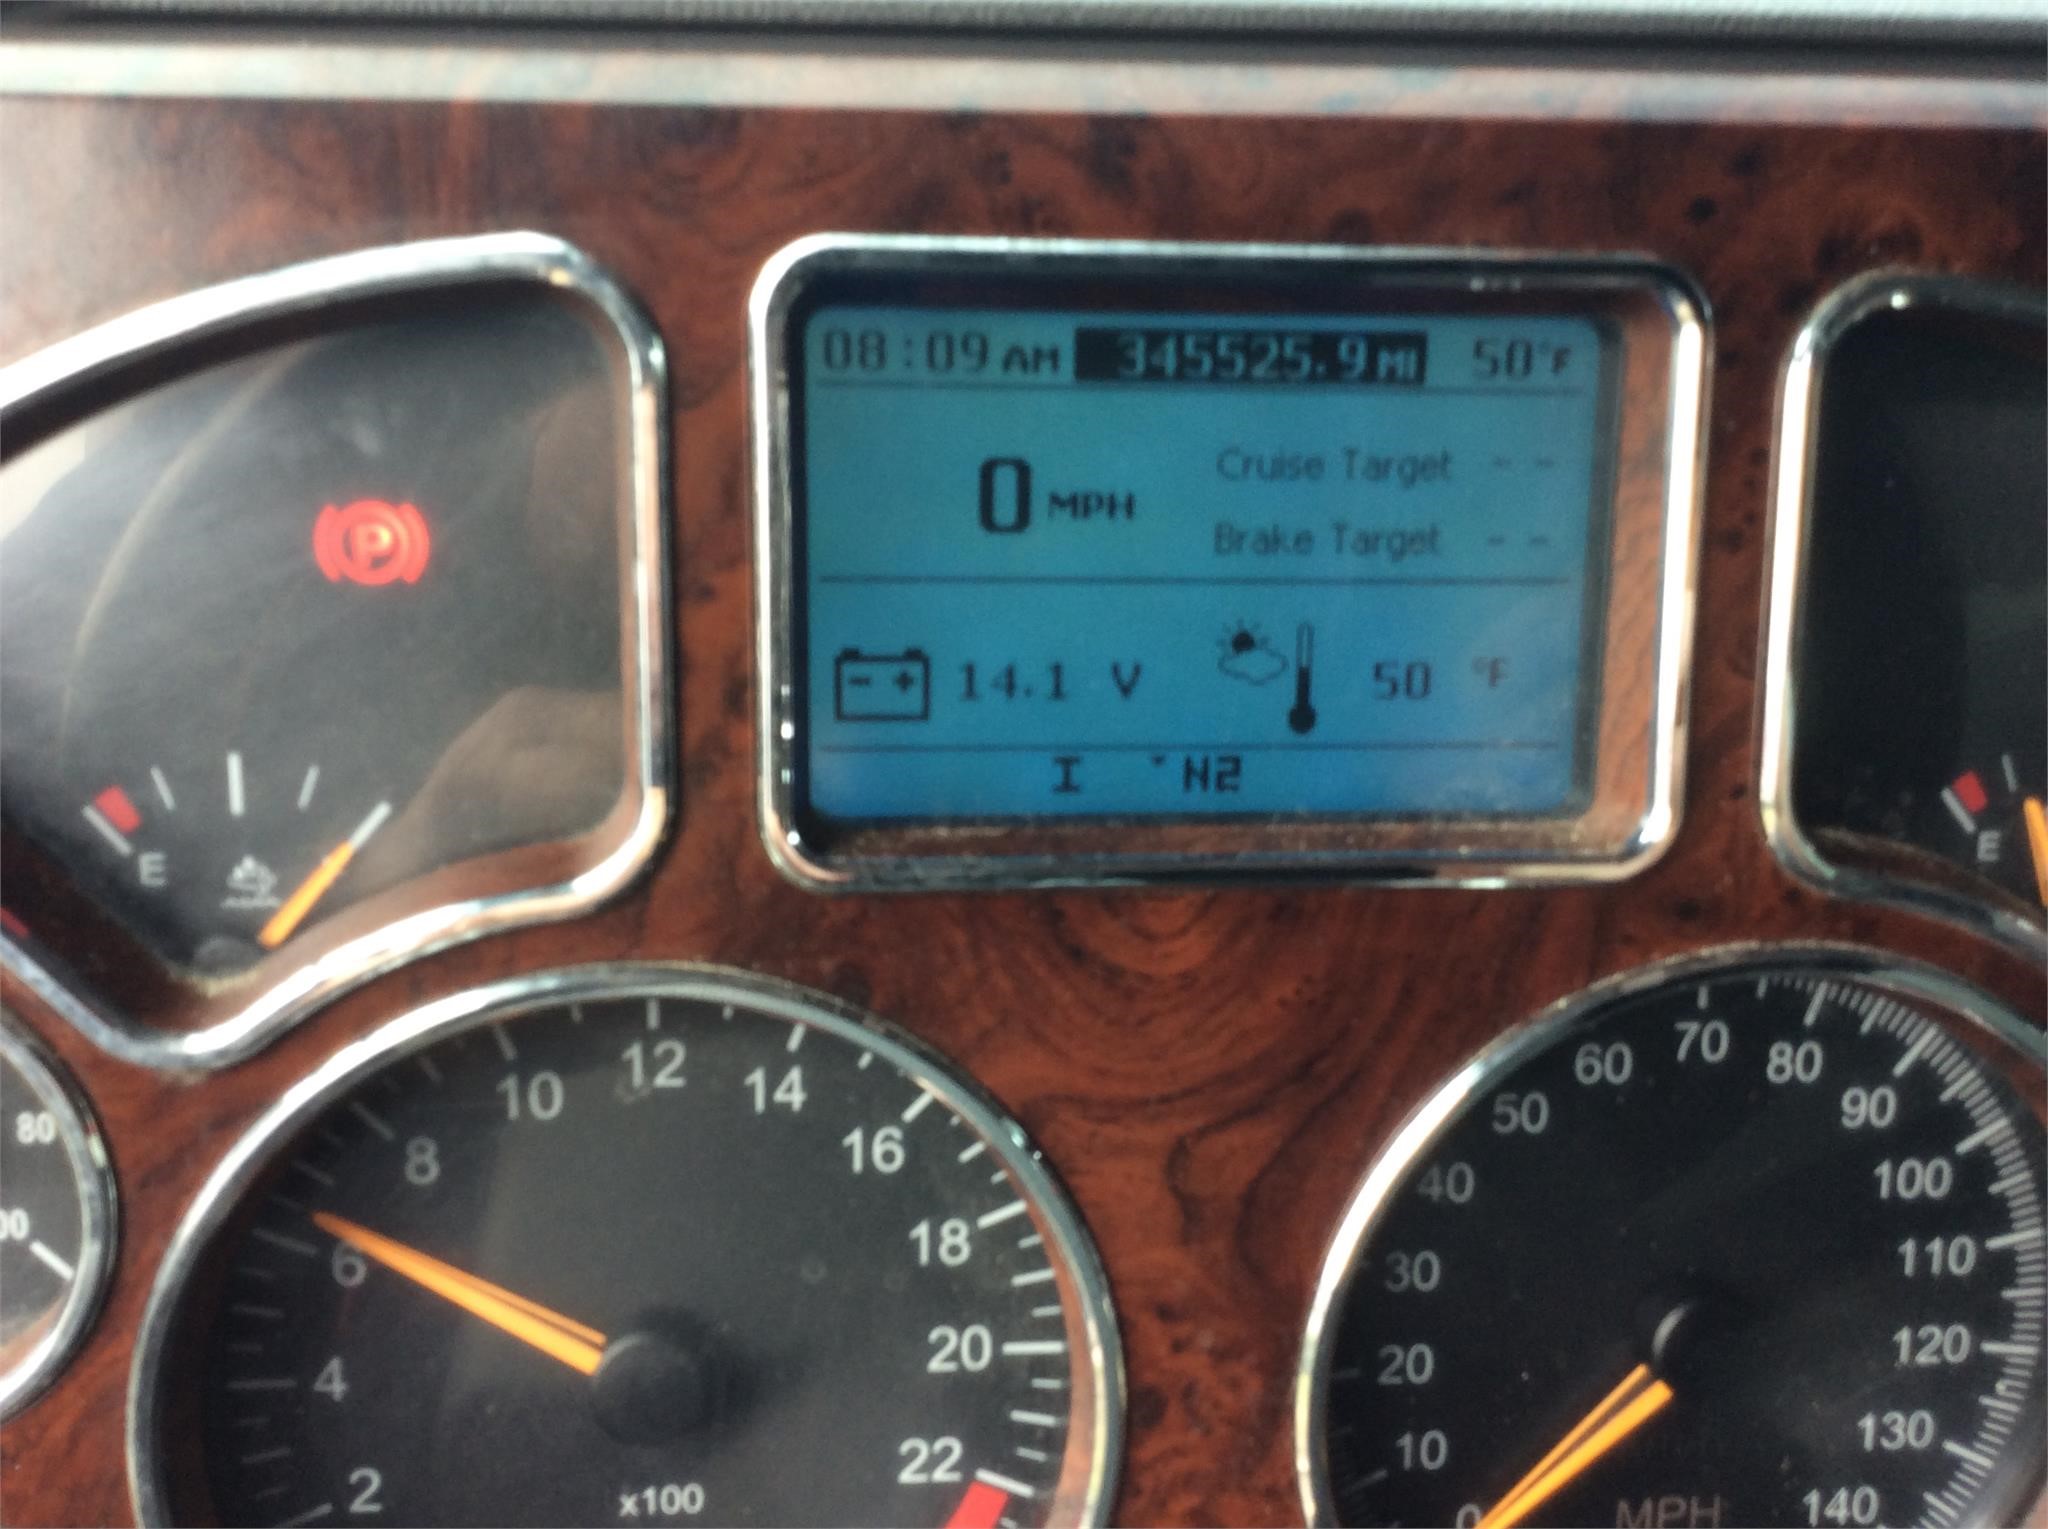 08:09 AM 345525.9 MI 50°F
0 MPH Cruise Target - -
Brake Target - -
P
- + 14.1 V 50 °F
I N2
E
E
80
2 4 6 8 10 12 14 16 18 20 22
x100
0 10 20 30 40 50 60 70 80 90 100 110 120 130 140
MPH